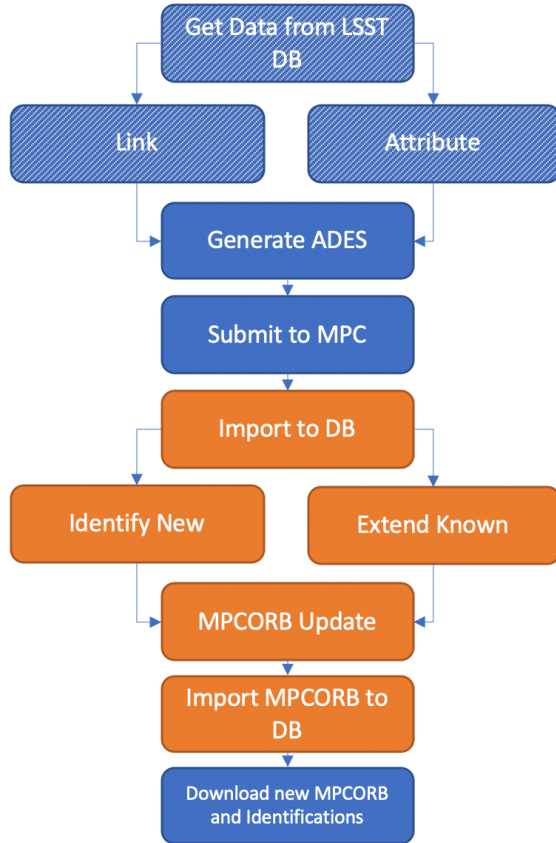 Get Data from LSST
DB
Link
Attribute
Generate ADES
Submit to MPC
Import to DB
Identify New
Extend Known
MPCORB Update
Import MPCORB to
DB
Download new MPCORB
and Identifications